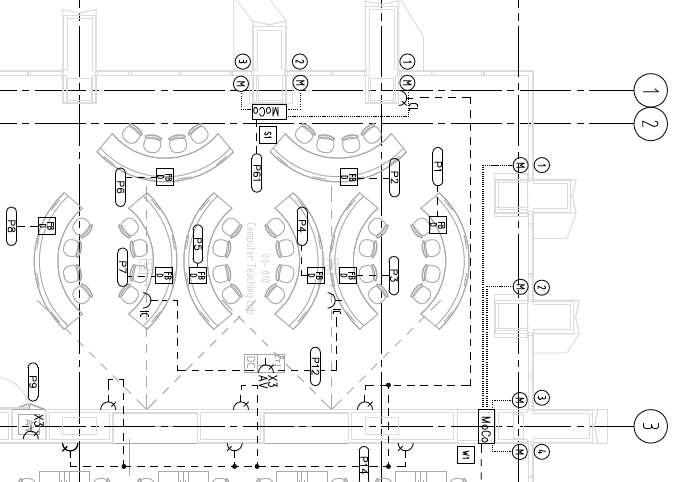 3
2
1
M
M
M
MoCo
1
2
S1
P61
P6
FB
D
FB
D
P2
P1
M
1
P8
FB
D
FB
D
P5
P4
Computer Teaching Lab
03-010
P7
FB
D
FB
D
FB
D
FB
D
P3
IC
IC
M
2
DC
X3
AV
P12
P9
X3
M
3
MoCo
3
M
4
W1
P14